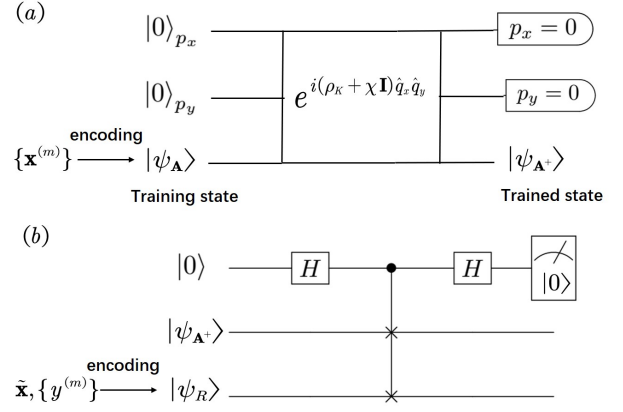 (a)
|0⟩_{p_x} p_x = 0
|0⟩_{p_y} e^{i(ρ_K + χI) q̂_x q̂_y} p_y = 0
encoding
{x^{(m)}} |ψ_A⟩ |ψ_{A⁺}⟩
Training state Trained state
(b)
|0⟩ H H |0⟩
|ψ_{A⁺}⟩
encoding
x̃, {y^{(m)}} |ψ_R⟩